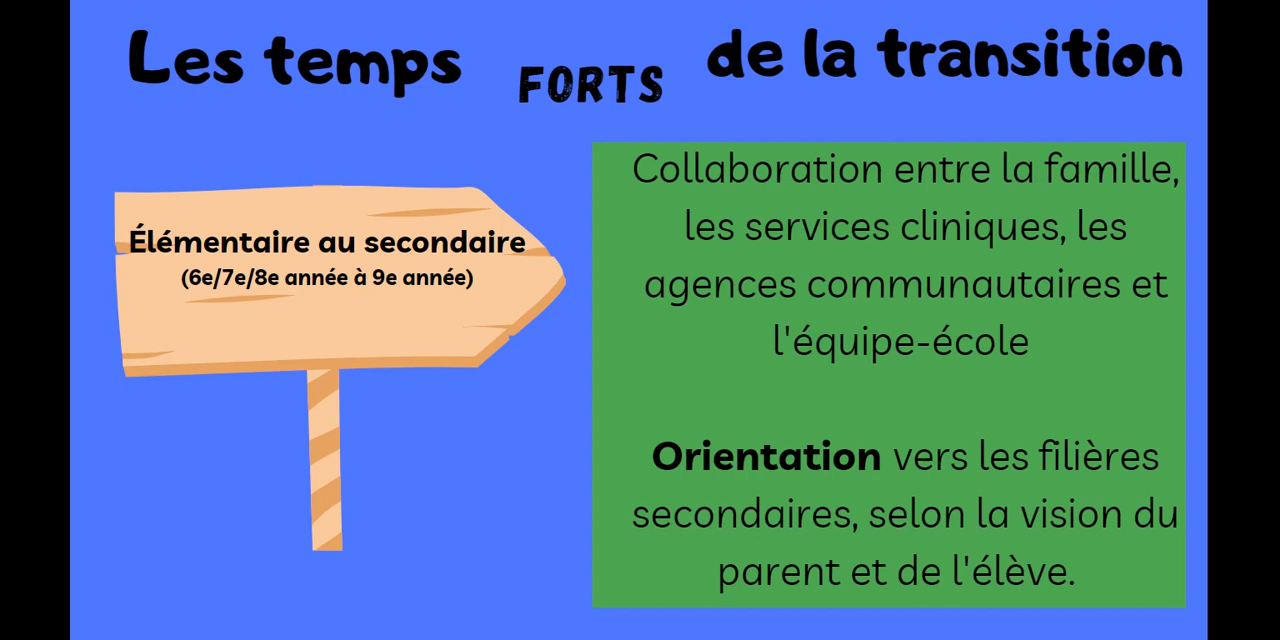 Les temps FORTS de la transition
Élémentaire au secondaire
(6e/7e/8e année à 9e année)
Collaboration entre la famille,
les services cliniques, les
agences communautaires et
l'équipe-école
Orientation vers les filières
secondaires, selon la vision du
parent et de l'élève.